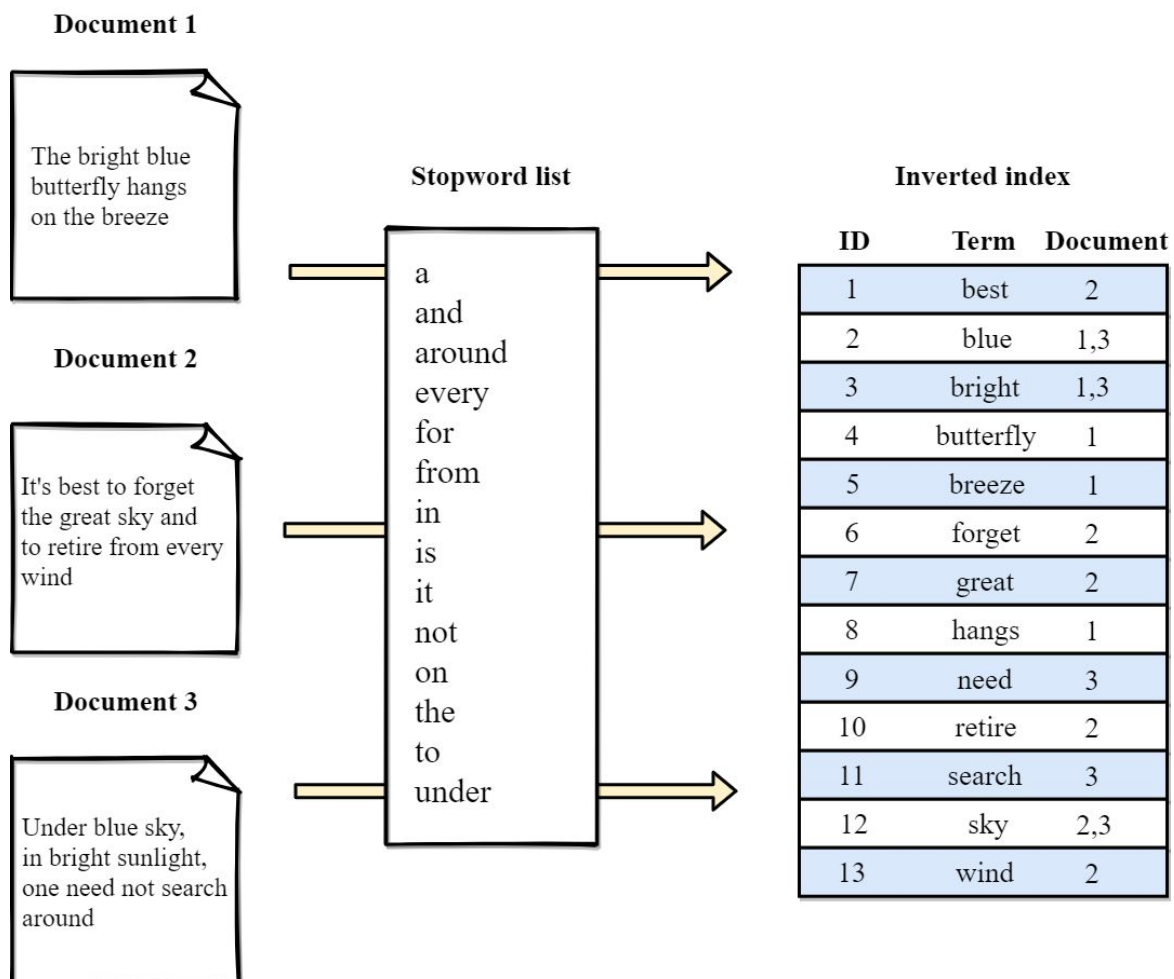 Document 1
The bright blue
butterfly hangs
on the breeze
Document 2
It's best to forget
the great sky and
to retire from every
wind
Document 3
Under blue sky,
in bright sunlight,
one need not search
around
Stopword list
a
and
around
every
for
from
in
is
it
not
on
the
to
under
Inverted index
ID Term Document
1 best 2
2 blue 1,3
3 bright 1,3
4 butterfly 1
5 breeze 1
6 forget 2
7 great 2
8 hangs 1
9 need 3
10 retire 2
11 search 3
12 sky 2,3
13 wind 2